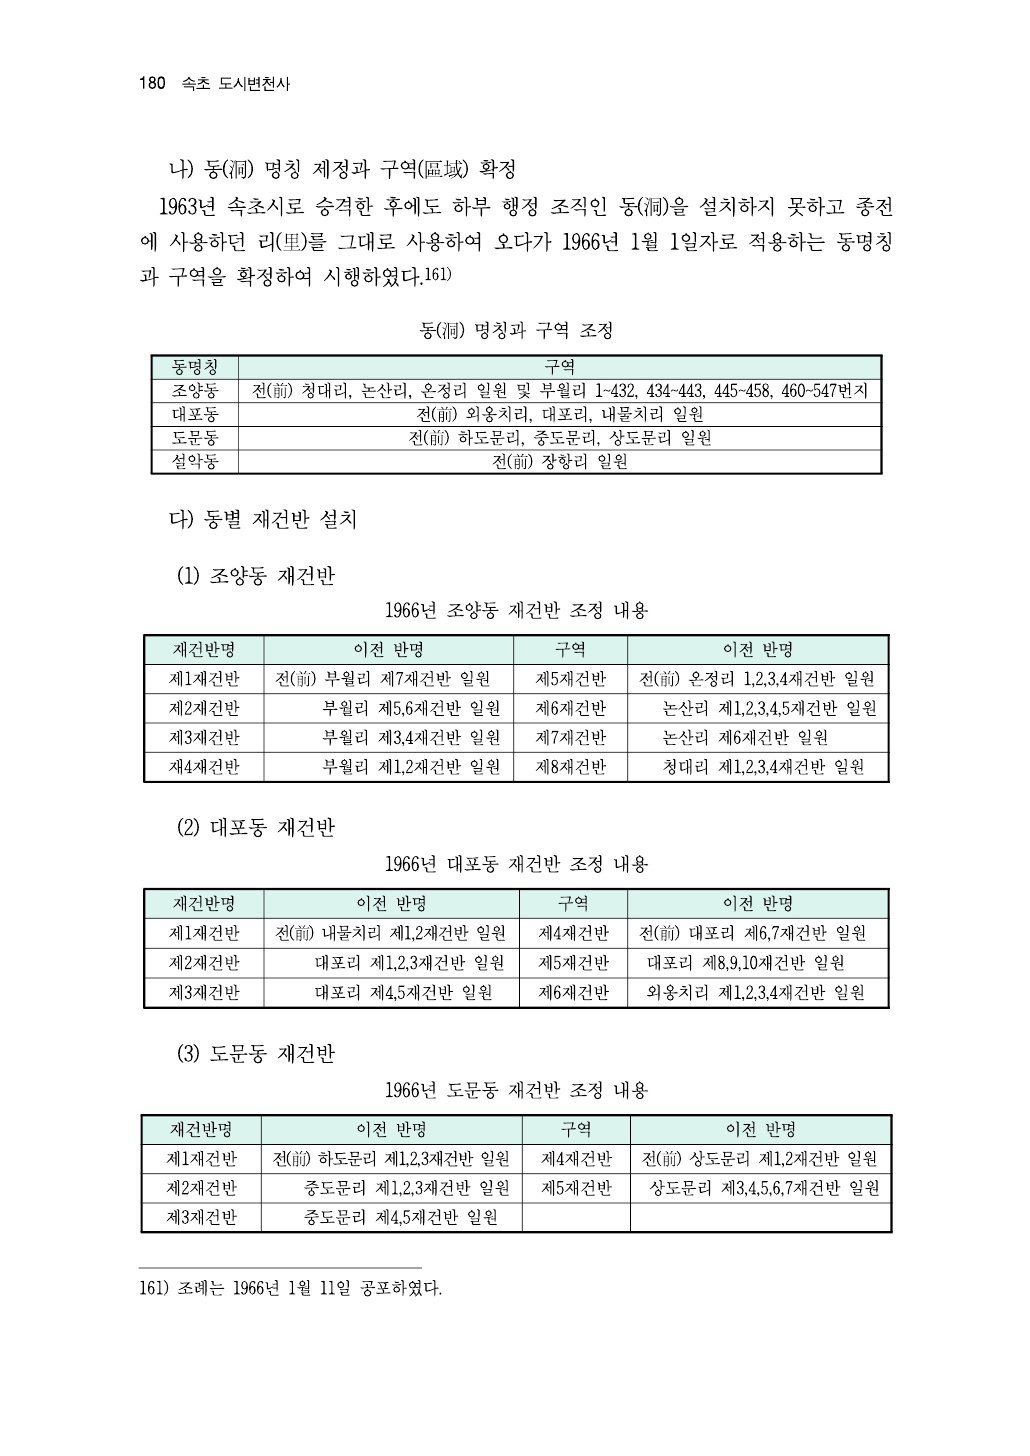 180 속초 도시변천사
나) 동(洞) 명칭 제정과 구역(區域) 확정
1963년 속초시로 승격한 후에도 하부 행정 조직인 동(洞)을 설치하지 못하고 종전
에 사용하던 리(里)를 그대로 사용하여 오다가 1966년 1월 1일자로 적용하는 동명칭
과 구역을 확정하여 시행하였다.161)
동(洞) 명칭과 구역 조정
동명칭 구역
조양동 전(前) 청대리, 논산리, 온정리 일원 및 부월리 1~432, 434~443, 445~458, 460~547번지
대포동 전(前) 외옹치리, 대포리, 내물치리 일원
도문동 전(前) 하도문리, 중도문리, 상도문리 일원
설악동 전(前) 장항리 일원
다) 동별 재건반 설치
(1) 조양동 재건반
1966년 조양동 재건반 조정 내용
재건반명 이전 반명 구역 이전 반명
제1재건반 전(前) 부월리 제7재건반 일원 제5재건반 전(前) 온정리 1,2,3,4재건반 일원
제2재건반 부월리 제5,6재건반 일원 제6재건반 논산리 제1,2,3,4,5재건반 일원
제3재건반 부월리 제3,4재건반 일원 제7재건반 논산리 제6재건반 일원
재4재건반 부월리 제1,2재건반 일원 제8재건반 청대리 제1,2,3,4재건반 일원
(2) 대포동 재건반
1966년 대포동 재건반 조정 내용
재건반명 이전 반명 구역 이전 반명
제1재건반 전(前) 내물치리 제1,2재건반 일원 제4재건반 전(前) 대포리 제6,7재건반 일원
제2재건반 대포리 제1,2,3재건반 일원 제5재건반 대포리 제8,9,10재건반 일원
제3재건반 대포리 제4,5재건반 일원 제6재건반 외옹치리 제1,2,3,4재건반 일원
(3) 도문동 재건반
1966년 도문동 재건반 조정 내용
재건반명 이전 반명 구역 이전 반명
제1재건반 전(前) 하도문리 제1,2,3재건반 일원 제4재건반 전(前) 상도문리 제1,2재건반 일원
제2재건반 중도문리 제1,2,3재건반 일원 제5재건반 상도문리 제3,4,5,6,7재건반 일원
제3재건반 중도문리 제4,5재건반 일원
161) 조례는 1966년 1월 11일 공포하였다.